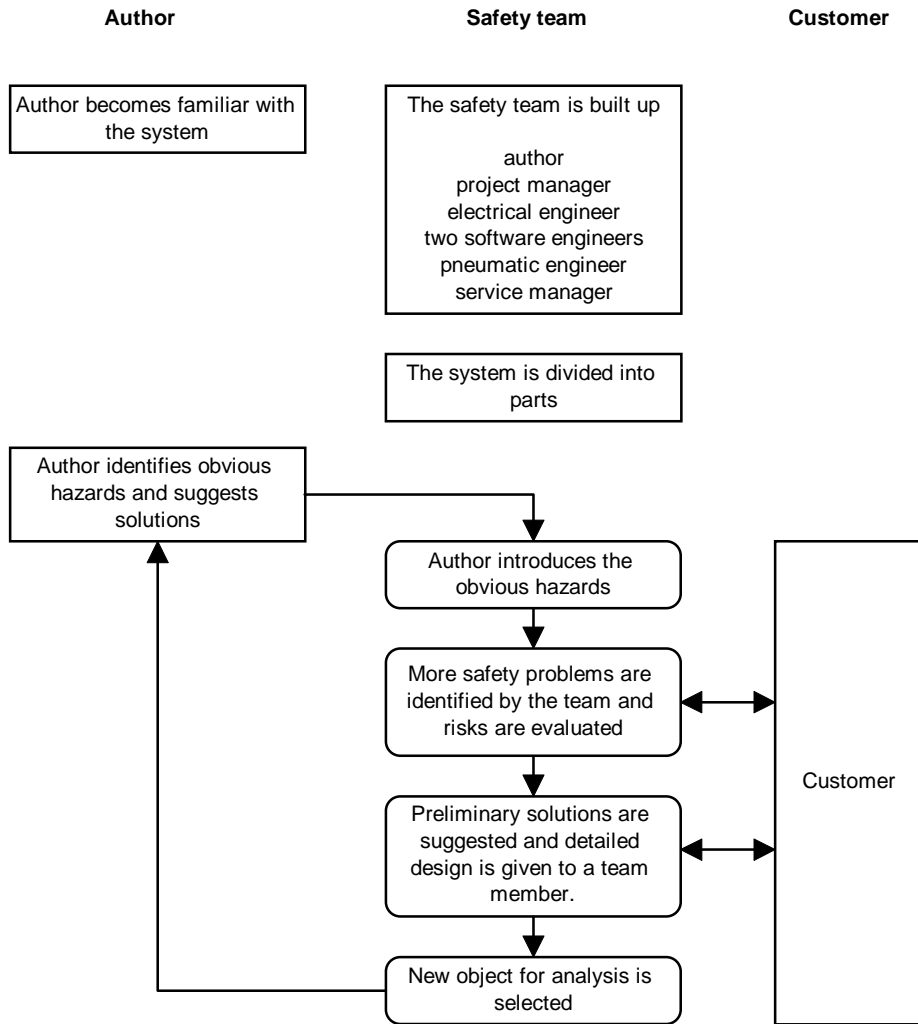 Author
Safety team
Customer
Author becomes familiar with
the system
The safety team is built up
author
project manager
electrical engineer
two software engineers
pneumatic engineer
service manager
The system is divided into
parts
Author identifies obvious
hazards and suggests
solutions
Author introduces the
obvious hazards
More safety problems are
identified by the team and
risks are evaluated
Customer
Preliminary solutions are
suggested and detailed
design is given to a team
member.
New object for analysis is
selected